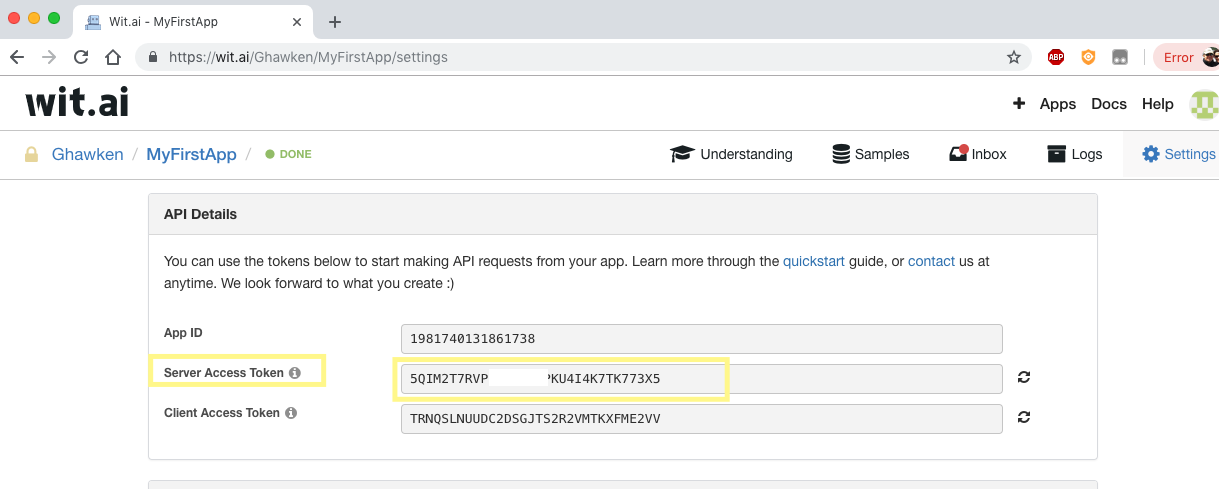 Wit.ai - MyFirstApp
https://wit.ai/Ghawken/MyFirstApp/settings
ABP
Error
wit.ai
+ Apps Docs Help
Ghawken / MyFirstApp / DONE
Understanding Samples Inbox Logs Settings
API Details
You can use the tokens below to start making API requests from your app. Learn more through the quickstart guide, or contact us at
anytime. We look forward to what you create :)
App ID 1981740131861738
Server Access Token 5QIM2T7RVP PKU4I4K7TK773X5
Client Access Token TRNQSLNUUDC2DSGJTS2R2VMTKXFME2VV